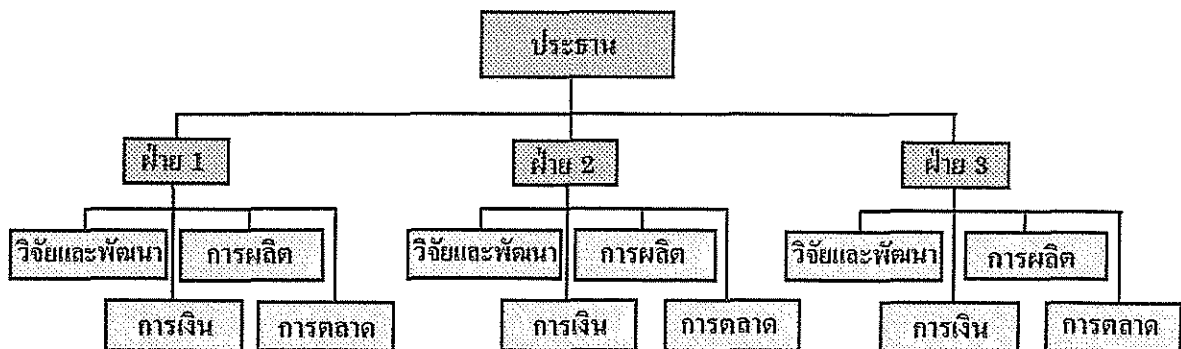 ประธาน
ฝ่าย 1 ฝ่าย 2 ฝ่าย 3
วิจัยและพัฒนา การผลิต วิจัยและพัฒนา การผลิต วิจัยและพัฒนา การผลิต
การเงิน การตลาด การเงิน การตลาด การเงิน การตลาด